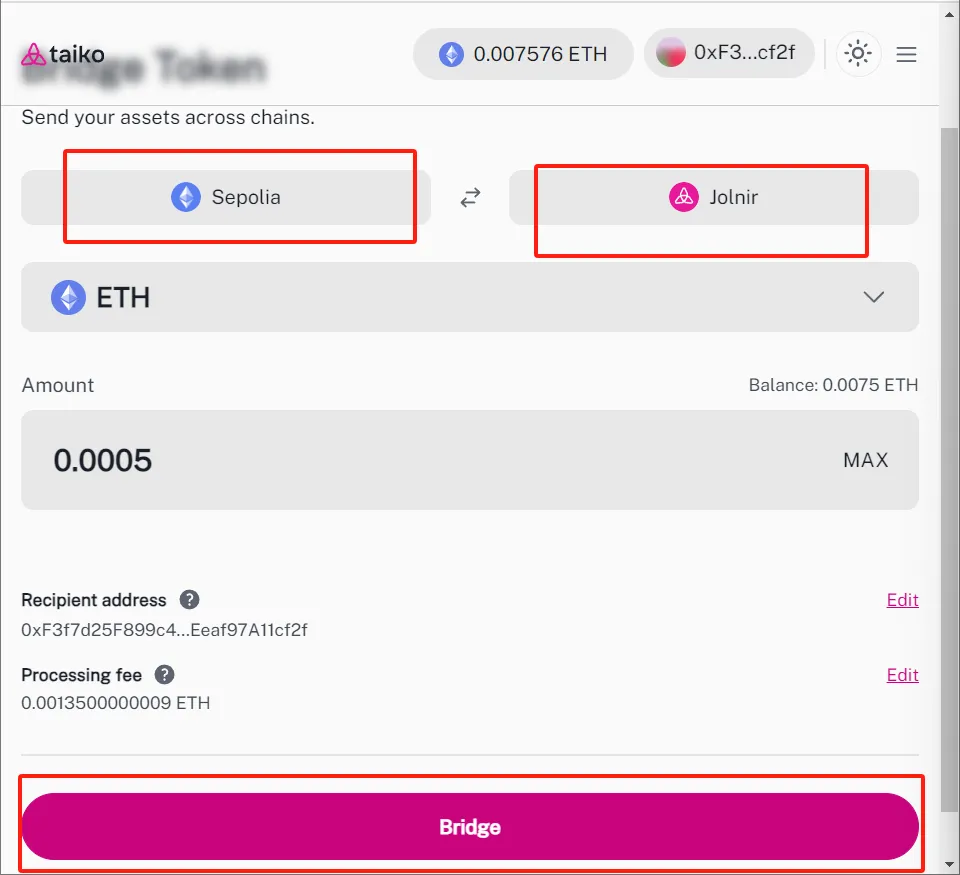 taiko
Bridge Token
0.007576 ETH
0xF3...cf2f
Send your assets across chains.
Sepolia
Jolnir
ETH
Amount
Balance: 0.0075 ETH
0.0005
MAX
Recipient address ?
Edit
0xF3f7d25F899c4...Eeaf97A11cf2f
Processing fee ?
Edit
0.0013500000009 ETH
Bridge